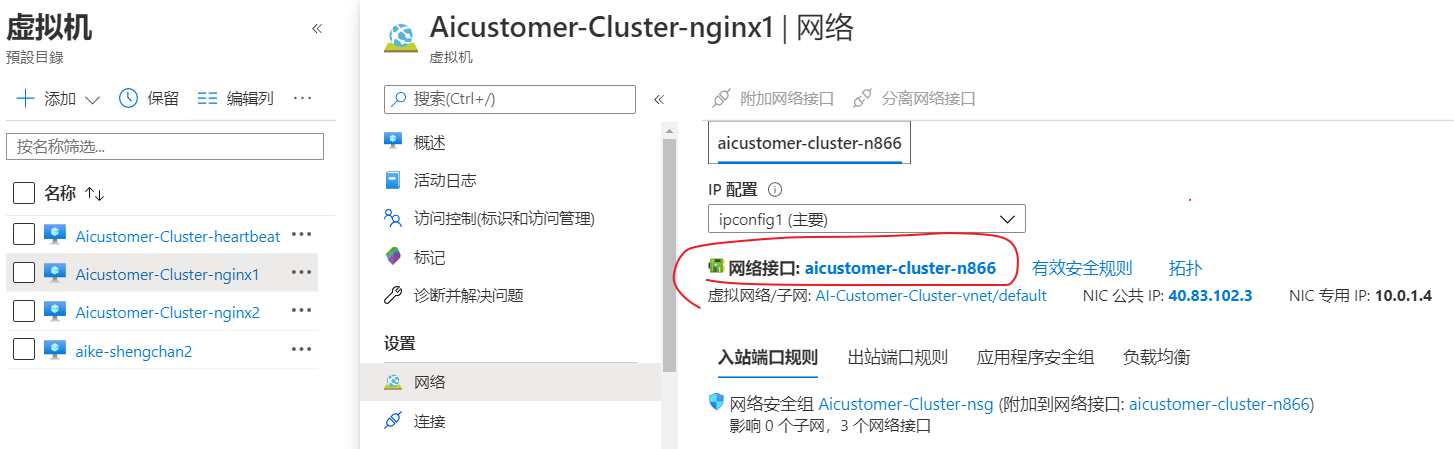 虚拟机
預設目錄
添加
保留
编辑列
按名称筛选...
名称
Aicustomer-Cluster-heartbeat
Aicustomer-Cluster-nginx1
Aicustomer-Cluster-nginx2
aike-shengchan2
Aicustomer-Cluster-nginx1 | 网络
虚拟机
搜索(Ctrl+/)
概述
活动日志
访问控制(标识和访问管理)
标记
诊断并解决问题
设置
网络
连接
附加网络接口 分离网络接口
aicustomer-cluster-n866
IP 配置
ipconfig1 (主要)
网络接口: aicustomer-cluster-n866 有效安全规则 拓扑
虚拟网络/子网: AI-Customer-Cluster-vnet/default NIC 公共 IP: 40.83.102.3 NIC 专用 IP: 10.0.1.4
入站端口规则 出站端口规则 应用程序安全组 负载均衡
网络安全组 Aicustomer-Cluster-nsg (附加到网络接口: aicustomer-cluster-n866)
影响 0 个子网，3 个网络接口